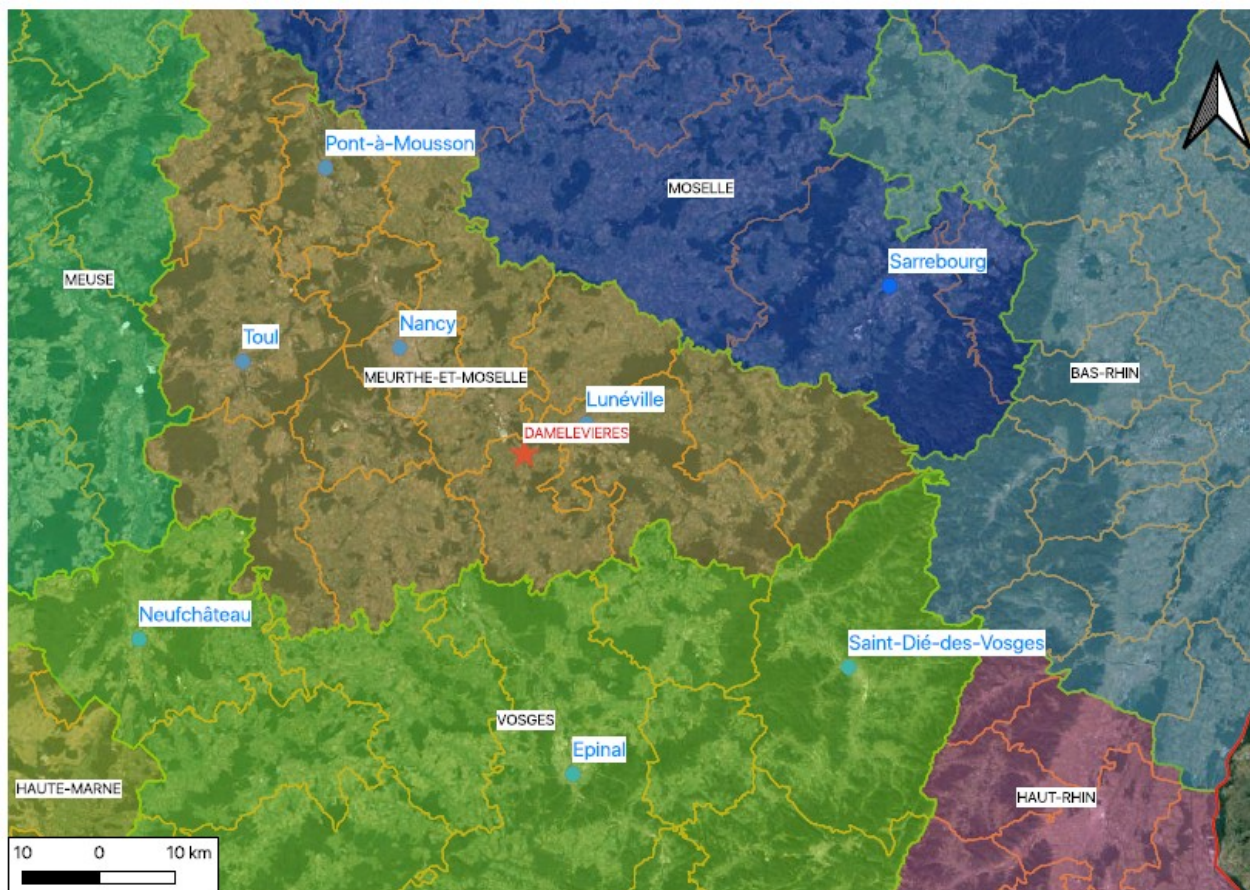 Pont-à-Mousson
MOSELLE
Sarrebourg
MEUSE
Toul
Nancy
MEURTHE-ET-MOSELLE
BAS-RHIN
Lunéville
DAMELEVIERES
Neufchâteau
Saint-Dié-des-Vosges
VOSGES
Epinal
HAUTE-MARNE
HAUT-RHIN
10 0 10 km